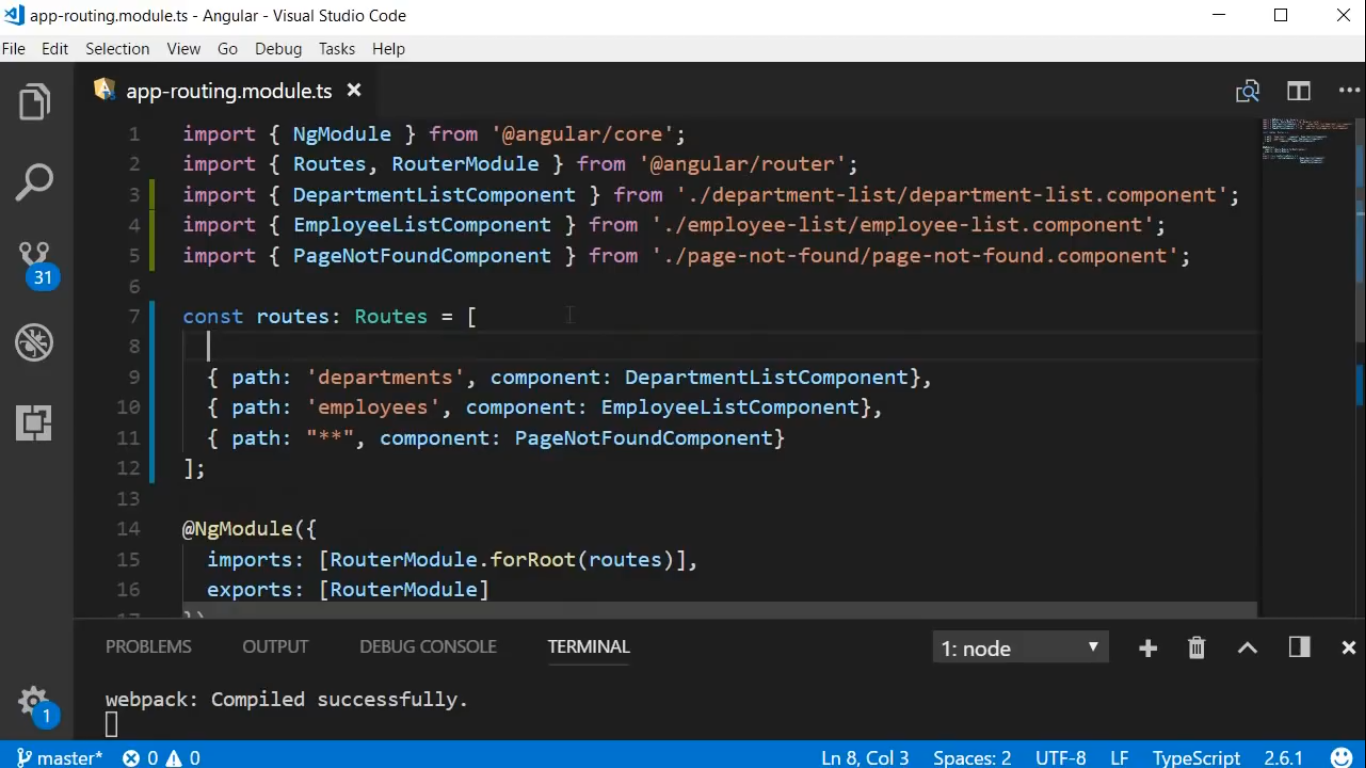 app-routing.module.ts - Angular - Visual Studio Code
File Edit Selection View Go Debug Tasks Help
app-routing.module.ts
1 import { NgModule } from '@angular/core';
2 import { Routes, RouterModule } from '@angular/router';
3 import { DepartmentListComponent } from './department-list/department-list.component';
4 import { EmployeeListComponent } from './employee-list/employee-list.component';
5 import { PageNotFoundComponent } from './page-not-found/page-not-found.component';
6
7 const routes: Routes = [
8
9 { path: 'departments', component: DepartmentListComponent},
10 { path: 'employees', component: EmployeeListComponent},
11 { path: "**", component: PageNotFoundComponent}
12 ];
13
14 @NgModule({
15 imports: [RouterModule.forRoot(routes)],
16 exports: [RouterModule]
31
PROBLEMS OUTPUT DEBUG CONSOLE TERMINAL 1: node
webpack: Compiled successfully.
1
master* 0 0 Ln 8, Col 3 Spaces: 2 UTF-8 LF TypeScript 2.6.1